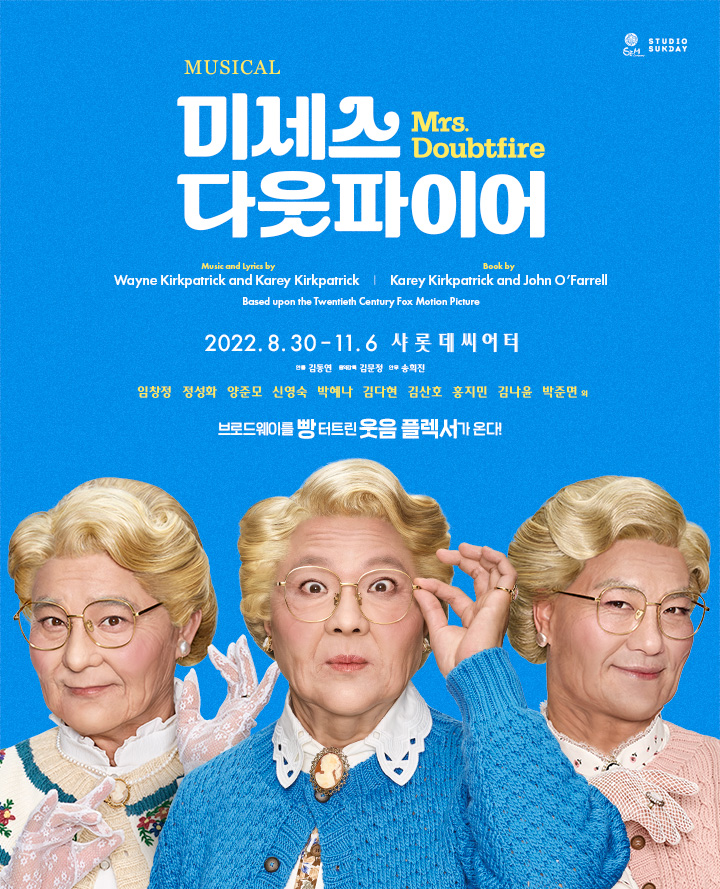 STUDIO
SUNDAY
MUSICAL
미세스 Mrs.
다웃파이어 Doubtfire
Music and Lyrics by
Wayne Kirkpatrick and Karey Kirkpatrick
Book by
Karey Kirkpatrick and John O’Farrell
Based upon the Twentieth Century Fox Motion Picture
2022. 8. 30 – 11. 6 샤롯데씨어터
연출 김동연 음악감독 김문정 안무 송희진
임창정 정성화 양준모 신영숙 박혜나 김다현 김산호 홍지민 김나윤 박준면 외
브로드웨이를 빵 터트린 웃음 플렉서가 온다!